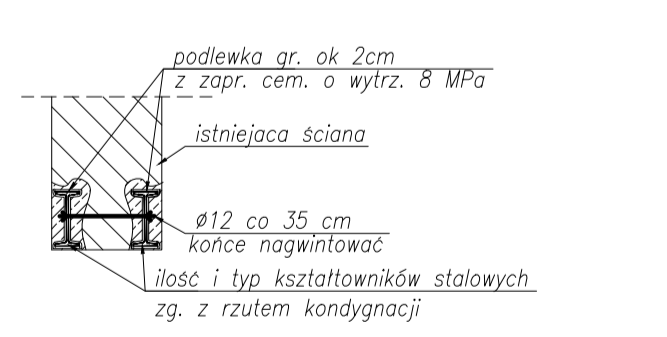 podlewka gr. ok 2cm
z zapr. cem. o wytrz. 8 MPa
istniejaca ściana
ø12 co 35 cm
końce nagwintować
ilość i typ kształtowników stalowych
zg. z rzutem kondygnacji